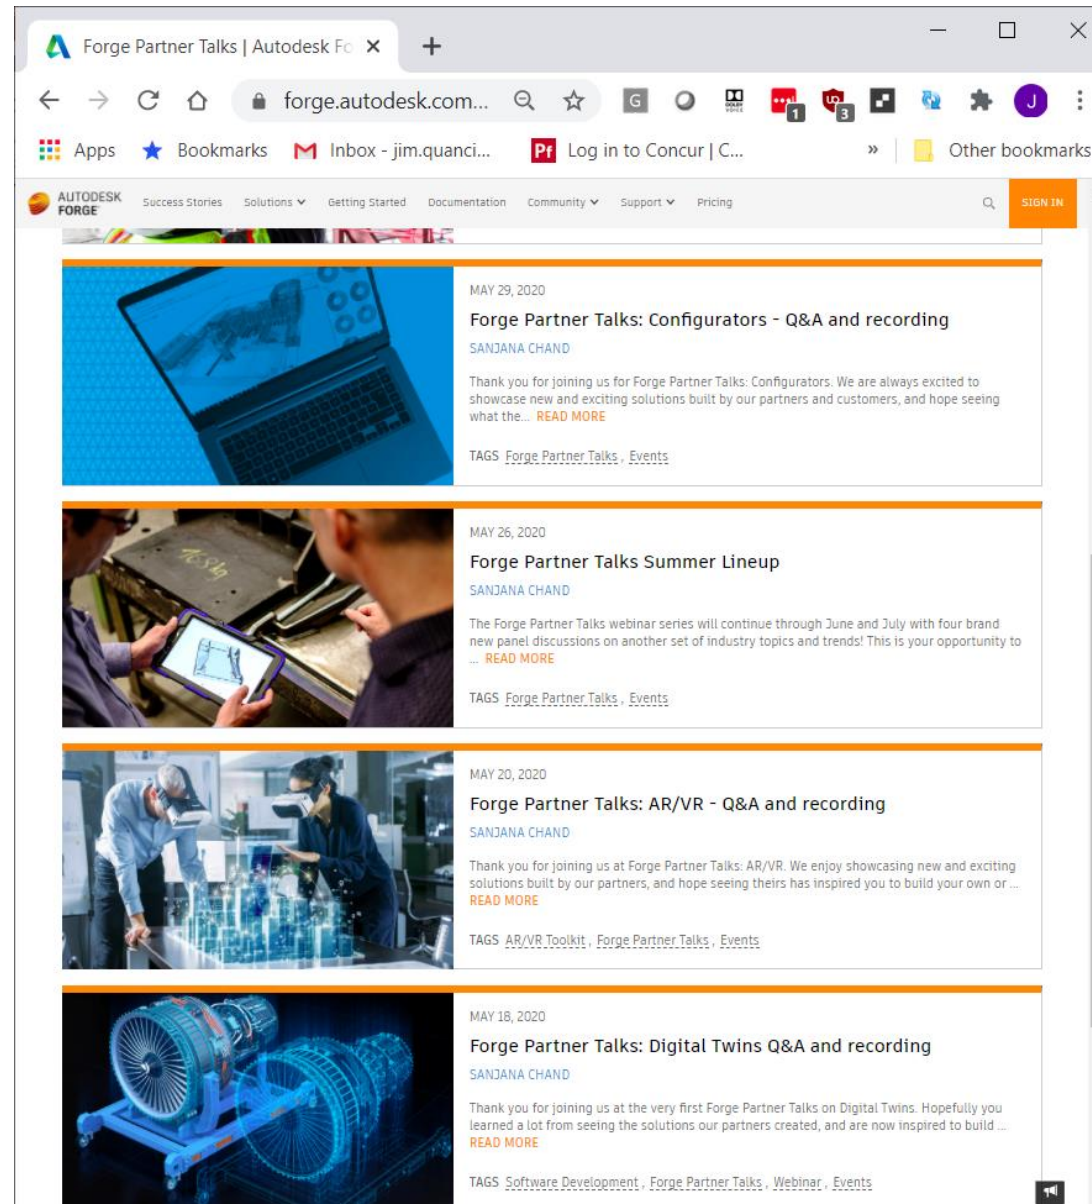 Forge Partner Talks | Autodesk Fo
forge.autodesk.com...
G
DOLBY
VOICE
1
3
J
Apps Bookmarks Inbox - jim.quanci... Pf Log in to Concur | C... » Other bookmarks
AUTODESK
FORGE
Success Stories Solutions Getting Started Documentation Community Support Pricing SIGN IN
MAY 29, 2020
Forge Partner Talks: Configurators - Q&A and recording
SANJANA CHAND
Thank you for joining us for Forge Partner Talks: Configurators. We are always excited to
showcase new and exciting solutions built by our partners and customers, and hope seeing
what the... READ MORE
TAGS Forge Partner Talks , Events
168kg
MAY 26, 2020
Forge Partner Talks Summer Lineup
SANJANA CHAND
The Forge Partner Talks webinar series will continue through June and July with four brand
new panel discussions on another set of industry topics and trends! This is your opportunity to
... READ MORE
TAGS Forge Partner Talks , Events
MAY 20, 2020
Forge Partner Talks: AR/VR - Q&A and recording
SANJANA CHAND
Thank you for joining us at Forge Partner Talks: AR/VR. We enjoy showcasing new and exciting
solutions built by our partners, and hope seeing theirs has inspired you to build your own or ...
READ MORE
TAGS AR/VR Toolkit , Forge Partner Talks , Events
MAY 18, 2020
Forge Partner Talks: Digital Twins Q&A and recording
SANJANA CHAND
Thank you for joining us at the very first Forge Partner Talks on Digital Twins. Hopefully you
learned a lot from seeing the solutions our partners created, and are now inspired to build ...
READ MORE
TAGS Software Development , Forge Partner Talks , Webinar , Events